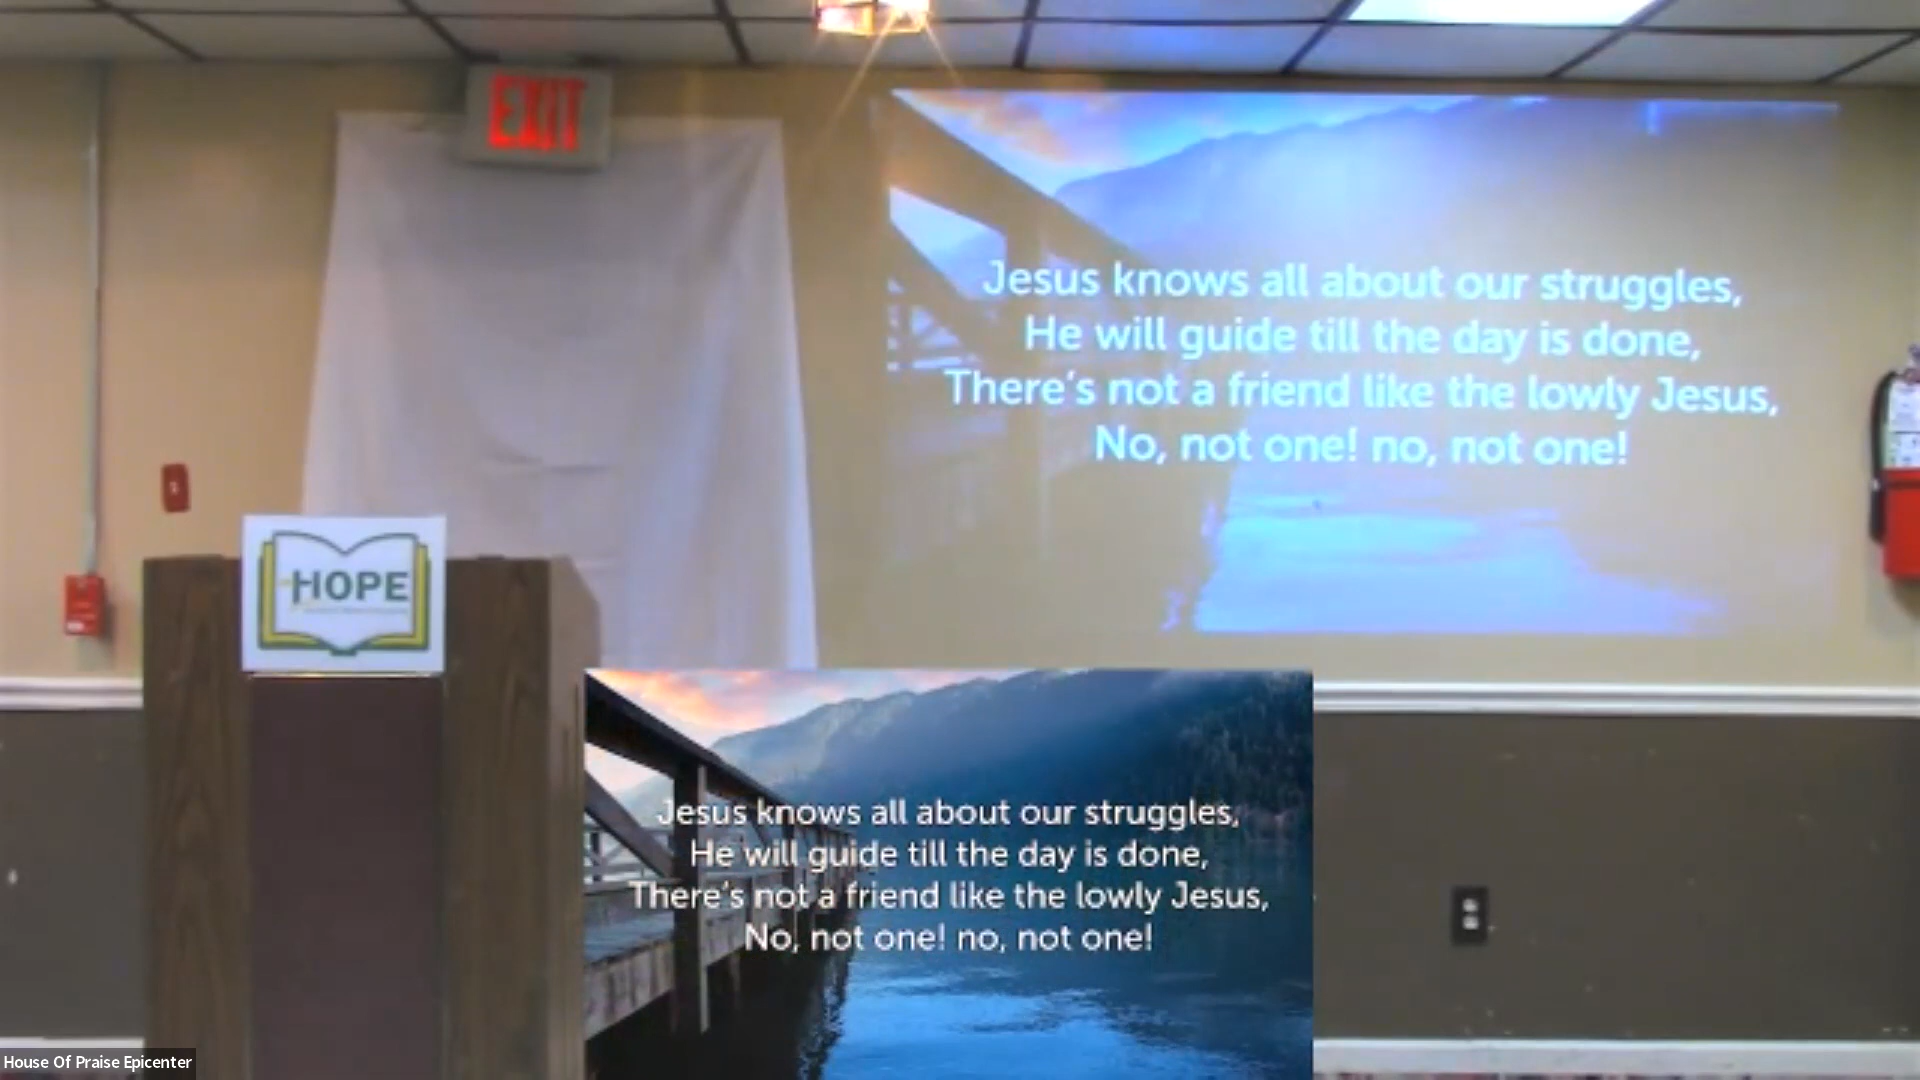 EXIT
Jesus knows all about our struggles,
He will guide till the day is done,
There's not a friend like the lowly Jesus,
No, not one! no, not one!
HOPE
Jesus knows all about our struggles,
He will guide till the day is done,
There's not a friend like the lowly Jesus,
No, not one! no, not one!
House Of Praise Epicenter